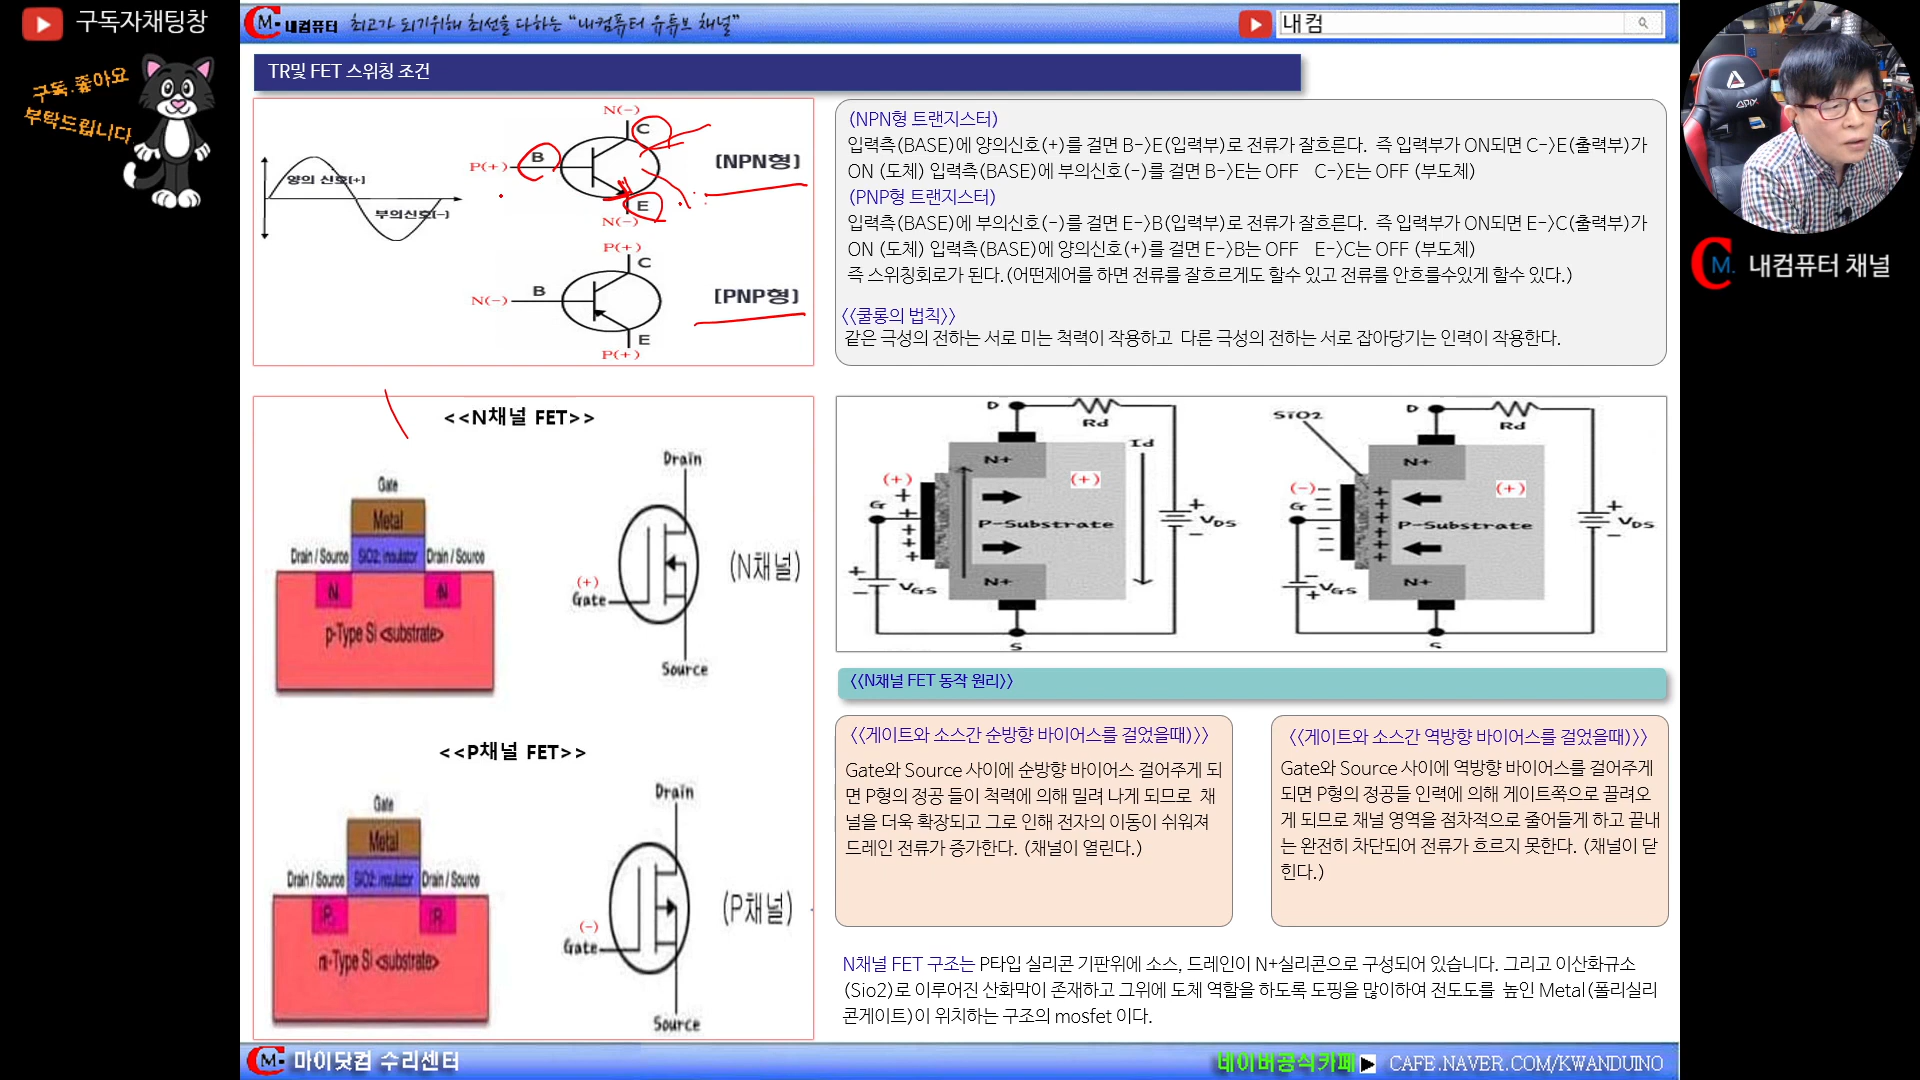 구독자채팅창
구독.좋아요
부탁드립니다
CM. 내컴퓨터 최고가 되기위해 최선을 다하는 "내컴퓨터 유튜브 채널"
내컴
TR및 FET 스위칭 조건
양의 신호(+)
부의신호(-)
N(-)
C
P(+)
B
[NPN형]
E
N(-)
P(+)
C
N(-)
B
[PNP형]
E
P(+)
(NPN형 트랜지스터)
입력측(BASE)에 양의신호(+)를 걸면 B->E(입력부)로 전류가 잘흐른다. 즉 입력부가 ON되면 C->E(출력부)가
ON (도체) 입력측(BASE)에 부의신호(-)를 걸면 B->E는 OFF C->E는 OFF (부도체)
(PNP형 트랜지스터)
입력측(BASE)에 부의신호(-)를 걸면 E->B(입력부)로 전류가 잘흐른다. 즉 입력부가 ON되면 E->C(출력부)가
ON (도체) 입력측(BASE)에 양의신호(+)를 걸면 E->B는 OFF E->C는 OFF (부도체)
즉 스위칭회로가 된다.(어떤제어를 하면 전류를 잘흐르게도 할수 있고 전류를 안흐를수있게 할수 있다.)
<<쿨롱의 법칙>>
같은 극성의 전하는 서로 미는 척력이 작용하고 다른 극성의 전하는 서로 잡아당기는 인력이 작용한다.
APIX
CM. 내컴퓨터 채널
<<N채널 FET>>
Gate
Metal
Drain / Source SiO2: insulator Drain / Source
N N
p-Type Si <substrate>
Drain
(+)
Gate
(N채널)
Source
<<P채널 FET>>
Gate
Metal
Drain / Source SiO2: insulator Drain / Source
P P
n-Type Si <substrate>
Drain
(-)
Gate
(P채널)
Source
D
Rd
Id
N+
(+)
(+)
G
P-Substrate
VDS
N+
VGS
S
SiO2
D
Rd
N+
(-)
(+)
G
P-Substrate
VDS
N+
VGS
S
<<N채널 FET 동작 원리>>
<<게이트와 소스간 순방향 바이어스를 걸었을때)>>
Gate와 Source 사이에 순방향 바이어스 걸어주게 되
면 P형의 정공 들이 척력에 의해 밀려 나게 되므로 채
널을 더욱 확장되고 그로 인해 전자의 이동이 쉬워져
드레인 전류가 증가한다. (채널이 열린다.)
<<게이트와 소스간 역방향 바이어스를 걸었을때)>>
Gate와 Source 사이에 역방향 바이어스를 걸어주게
되면 P형의 정공들 인력에 의해 게이트쪽으로 끌려오
게 되므로 채널 영역을 점차적으로 줄어들게 하고 끝내
는 완전히 차단되어 전류가 흐르지 못한다. (채널이 닫
힌다.)
N채널 FET 구조는 P타입 실리콘 기판위에 소스, 드레인이 N+실리콘으로 구성되어 있습니다. 그리고 이산화규소
(Sio2)로 이루어진 산화막이 존재하고 그위에 도체 역할을 하도록 도핑을 많이하여 전도도를 높인 Metal(폴리실리
콘게이트)이 위치하는 구조의 mosfet 이다.
CM. 마이닷컴 수리센터
네이버공식카페▶ CAFE.NAVER.COM/KWANDUINO